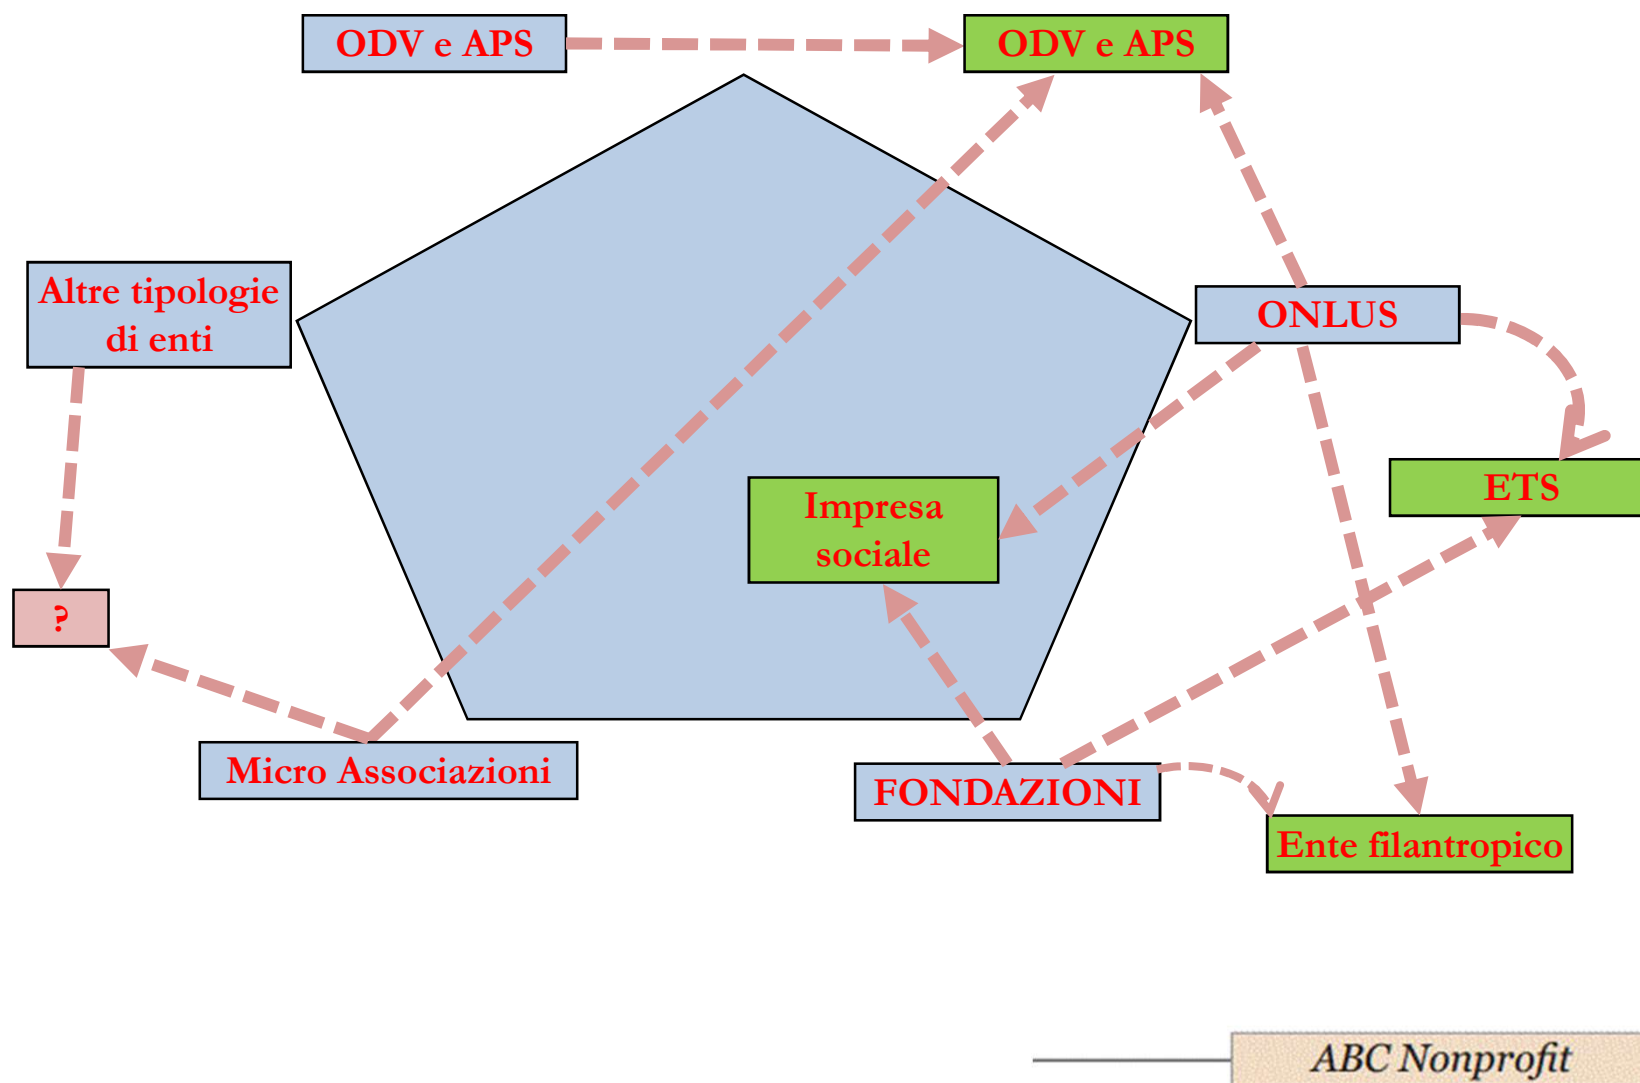 ODV e APS
ODV e APS
Altre tipologie
di enti
ONLUS
Impresa
sociale
ETS
?
Micro Associazioni
FONDAZIONI
Ente filantropico
ABC Nonprofit